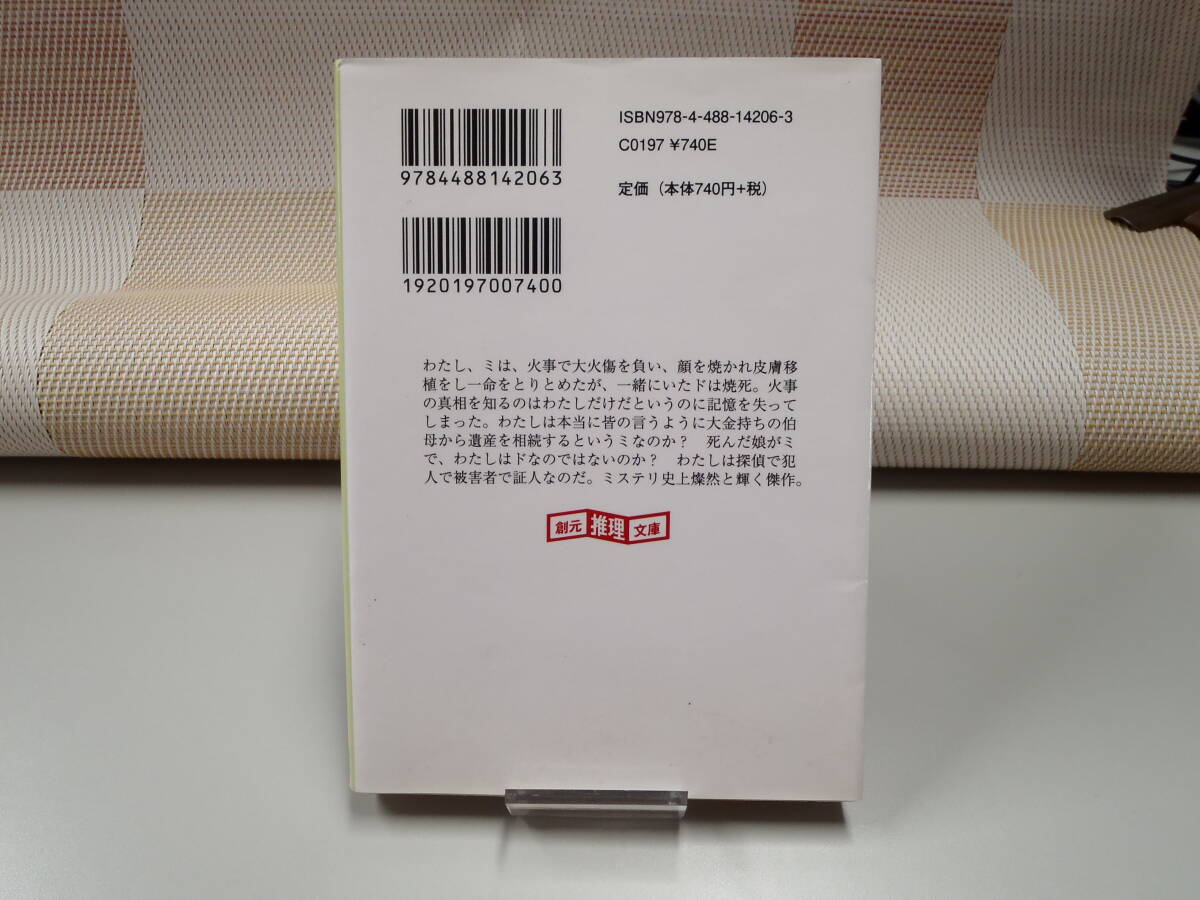 ISBN978-4-488-14206-3
C0197 ¥740E
定価（本体740円+税）
9784488142063
1920197007400
わたし、ミは、火事で大火傷を負い、顔を焼かれ皮膚移
植をし一命をとりとめたが、一緒にいたドは焼死。火事
の真相を知るのはわたしだけだというのに記憶を失って
しまった。わたしは本当に皆の言うように大金持ちの伯
母から遺産を相続するというミなのか？　死んだ娘がミ
で、わたしはドなのではないのか？　わたしは探偵で犯
人で被害者で証人なのだ。ミステリ史上燦然と輝く傑作。
創元推理文庫